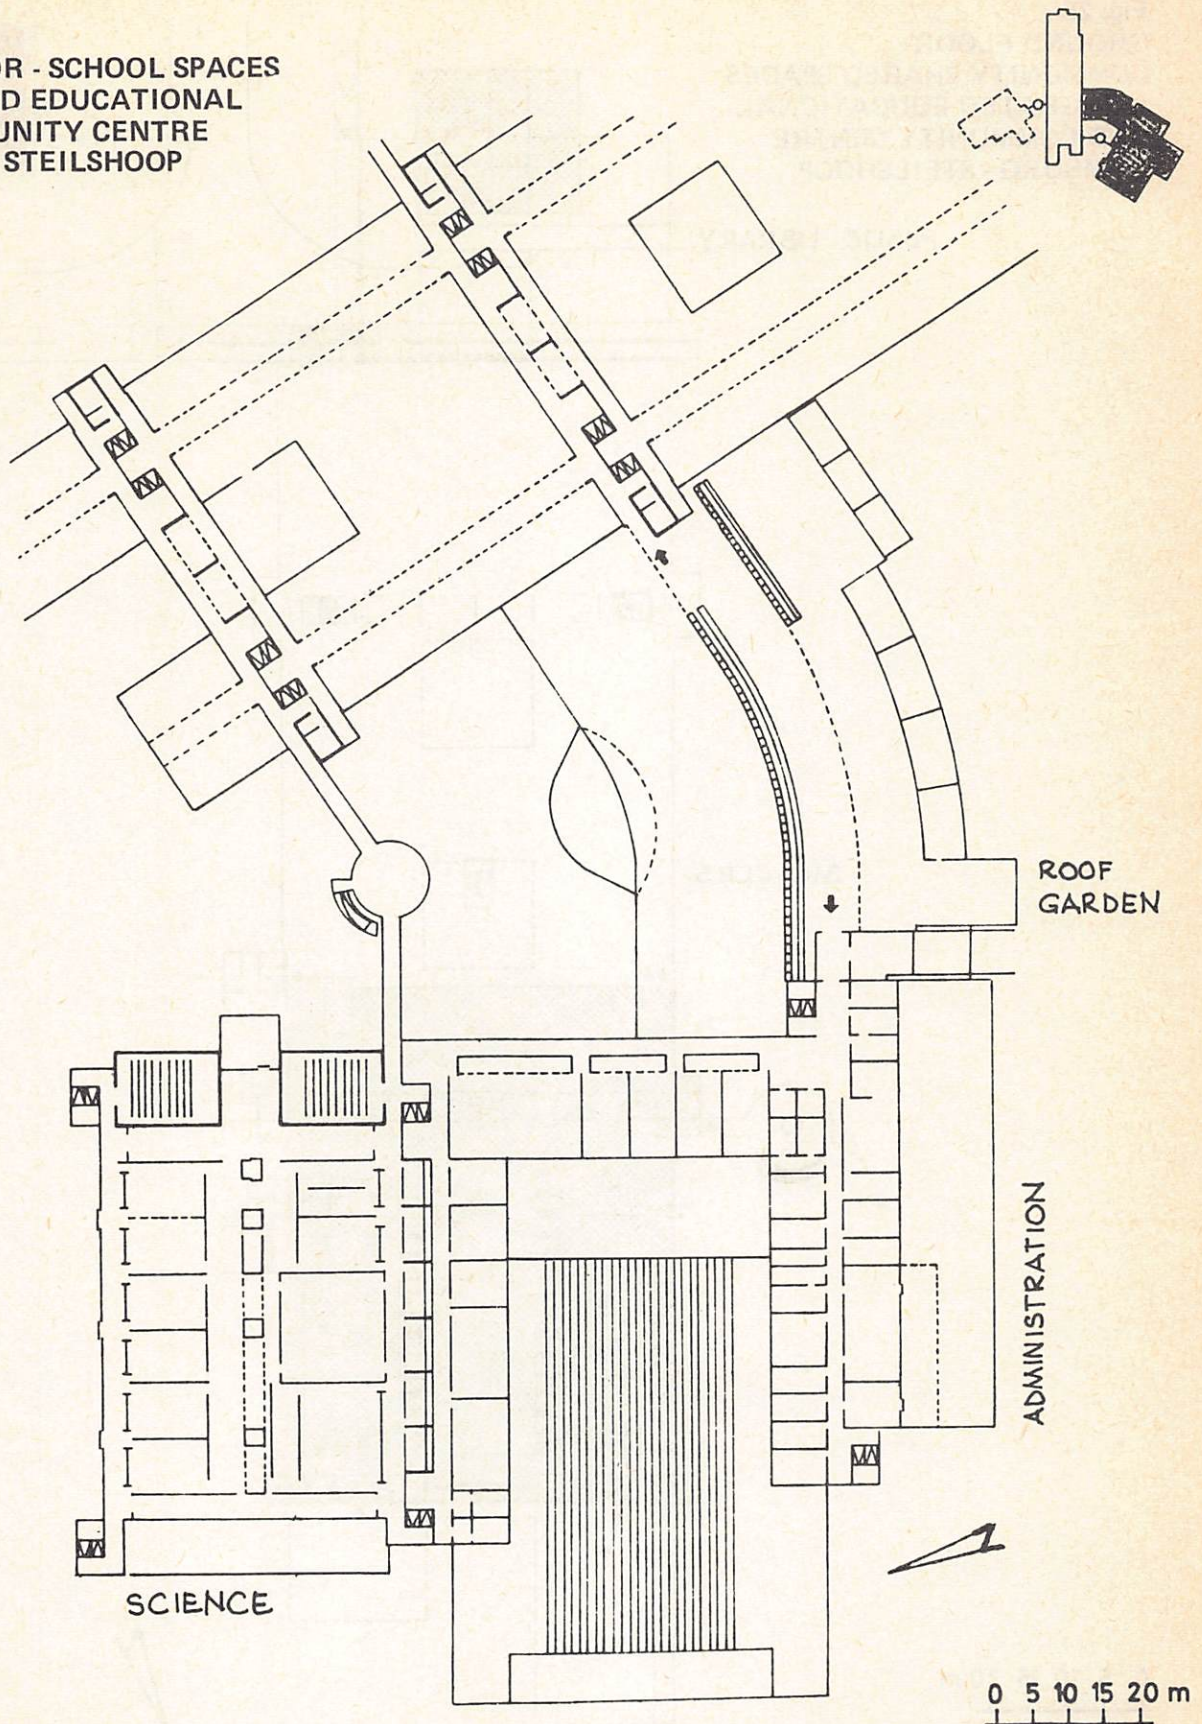 OR - SCHOOL SPACES
D EDUCATIONAL
UNITY CENTRE
STEILSHOOP
ROOF
GARDEN
ADMINISTRATION
SCIENCE
0 5 10 15 20 m